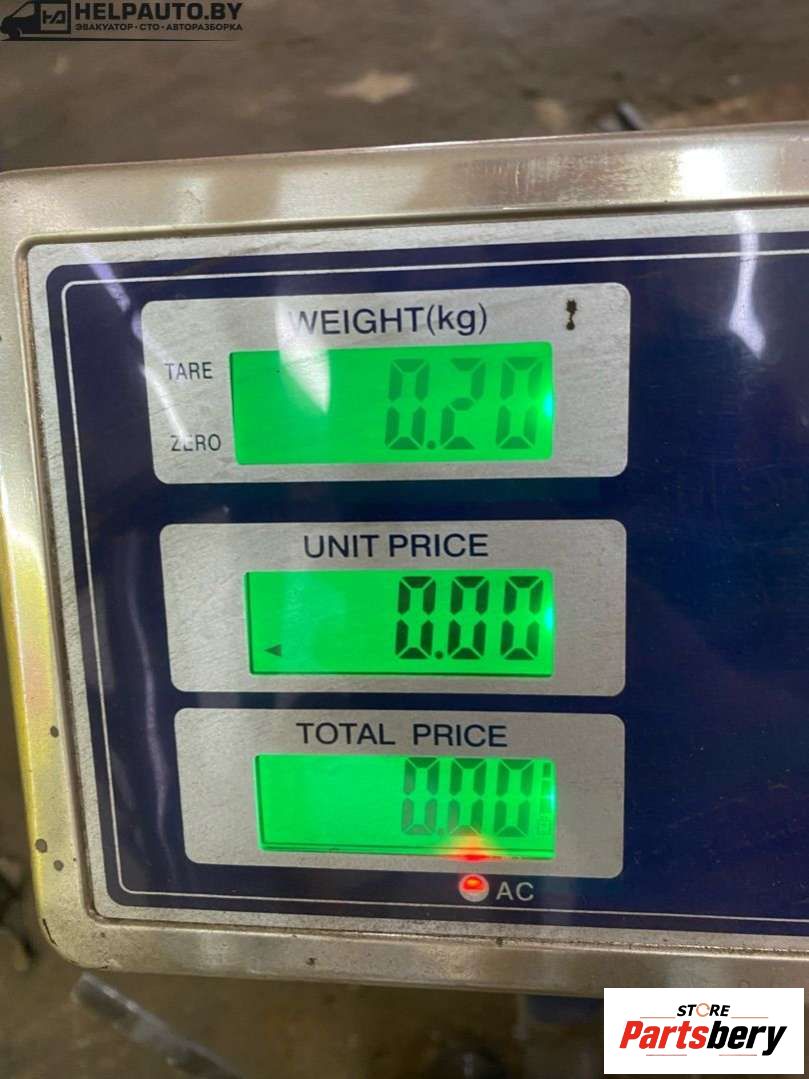 HELPAUTO.BY
ЭВАКУАТОР · СТО · АВТОРАЗБОРКА
WEIGHT(kg)
TARE
0.20
ZERO
UNIT PRICE
0.00
TOTAL PRICE
0.00
AC
STORE
Partsbery